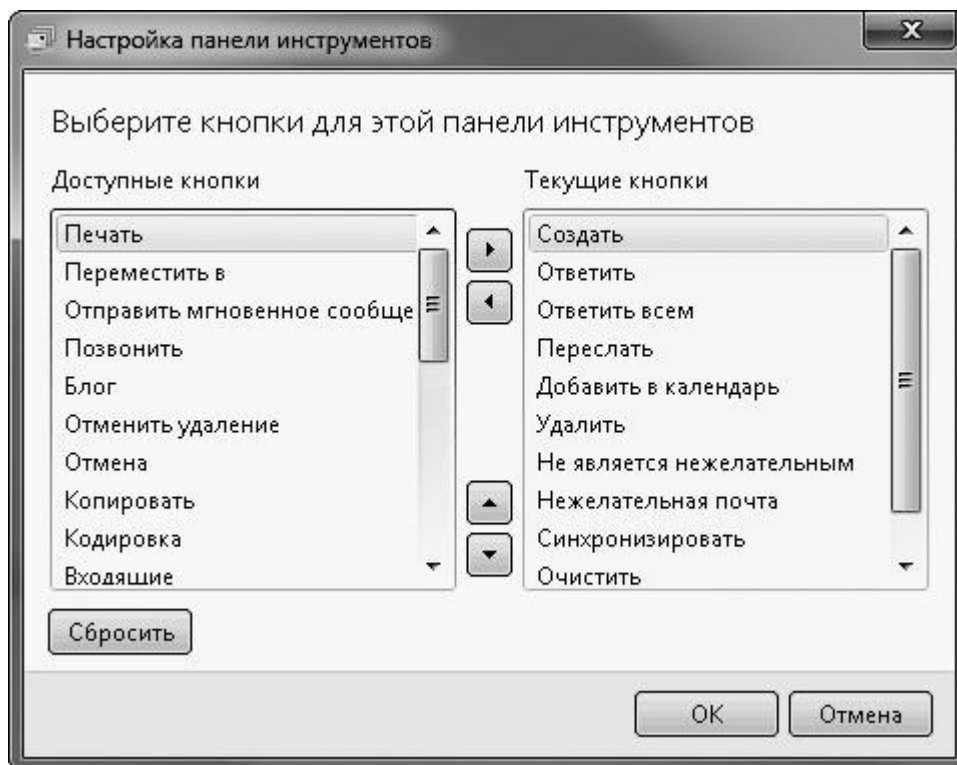 Настройка панели инструментов
Выберите кнопки для этой панели инструментов
Доступные кнопки
Печать
Переместить в
Отправить мгновенное сообще
Позвонить
Блог
Отменить удаление
Отмена
Копировать
Кодировка
Входящие
Текущие кнопки
Создать
Ответить
Ответить всем
Переслать
Добавить в календарь
Удалить
Не является нежелательным
Нежелательная почта
Синхронизировать
Очистить
Сбросить
ОК
Отмена